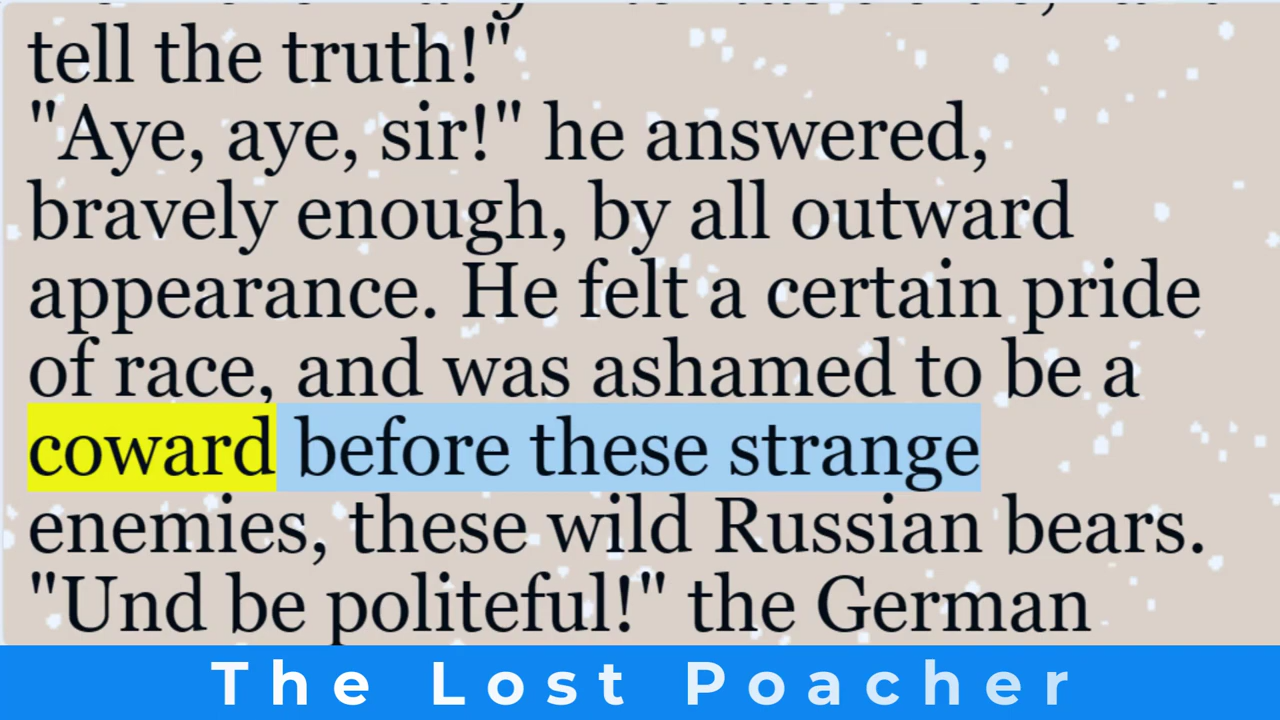 tell the truth!"
"Aye, aye, sir!" he answered,
bravely enough, by all outward
appearance. He felt a certain pride
of race, and was ashamed to be a
coward before these strange
enemies, these wild Russian bears.
"Und be politeful!" the German
The Lost Poacher